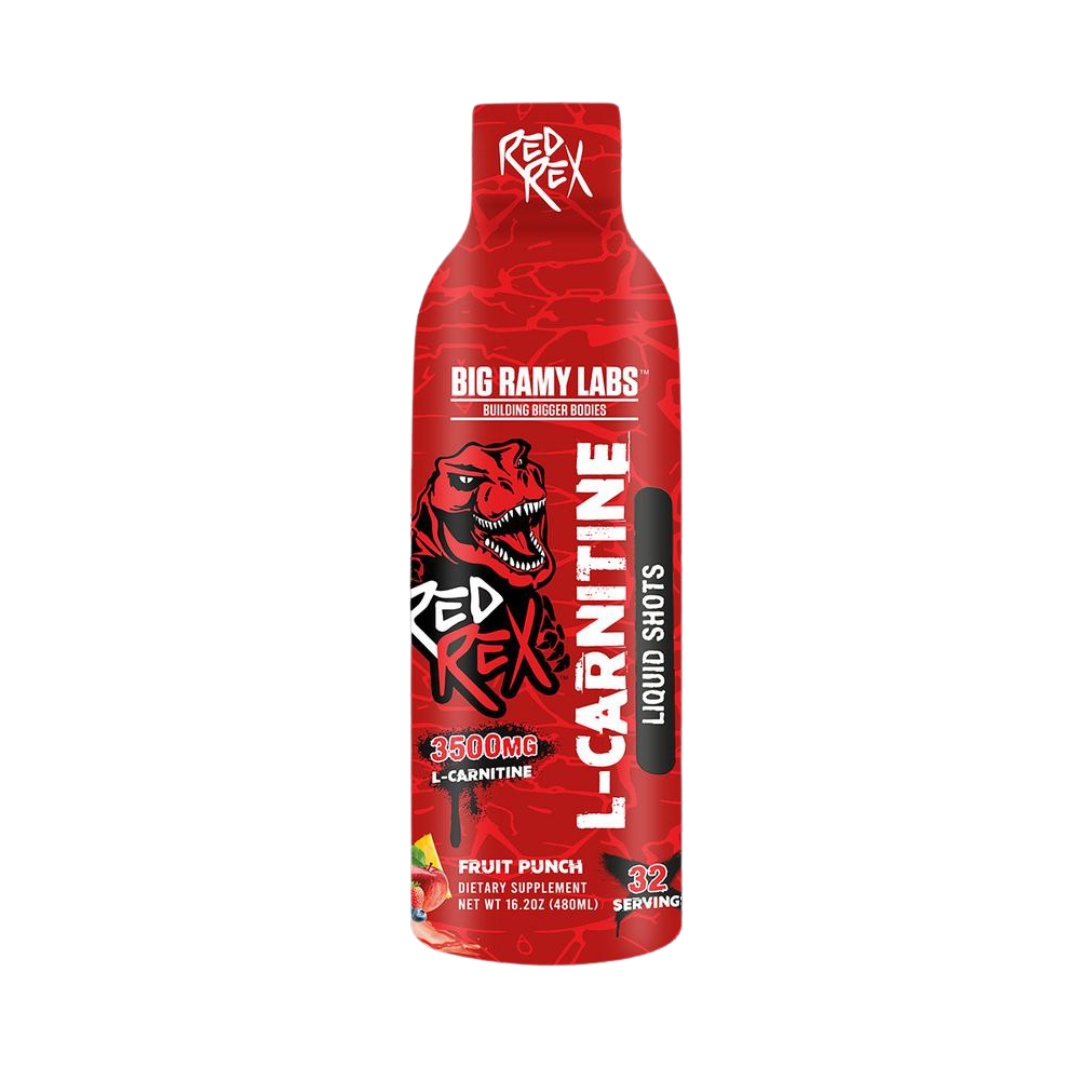 RED
REX
BIG RAMY LABS™
BUILDING BIGGER BODIES
RED
REX
L-CARNITINE
LIQUID SHOTS
3500MG
L-CARNITINE
FRUIT PUNCH
DIETARY SUPPLEMENT
NET WT 16.2OZ (480ML)
32
SERVING